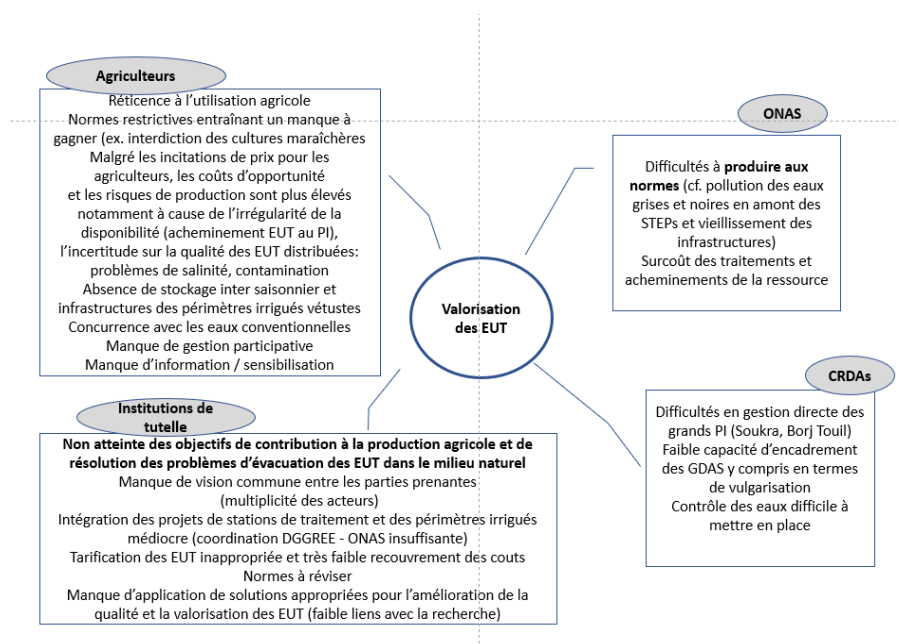 Agriculteurs
Réticence à l’utilisation agricole
Normes restrictives entraînant un manque à
gagner (ex. interdiction des cultures maraîchères
Malgré les incitations de prix pour les
agriculteurs, les coûts d’opportunité
et les risques de production sont plus élevés
notamment à cause de l’irrégularité de la
disponibilité (acheminement EUT au PI),
l’incertitude sur la qualité des EUT distribuées:
problèmes de salinité, contamination
Absence de stockage inter saisonnier et
infrastructures des périmètres irrigués vétustes
Concurrence avec les eaux conventionnelles
Manque de gestion participative
Manque d’information / sensibilisation
ONAS
Difficultés à produire aux
normes (cf. pollution des eaux
grises et noires en amont des
STEPs et vieillissement des
infrastructures)
Surcoût des traitements et
acheminements de la ressource
Valorisation
des EUT
Institutions de
tutelle
Non atteinte des objectifs de contribution à la production agricole et de
résolution des problèmes d’évacuation des EUT dans le milieu naturel
Manque de vision commune entre les parties prenantes
(multiplicité des acteurs)
Intégration des projets de stations de traitement et des périmètres irrigués
médiocre (coordination DGGREE - ONAS insuffisante)
Tarification des EUT inappropriée et très faible recouvrement des couts
Normes à réviser
Manque d’application de solutions appropriées pour l’amélioration de la
qualité et la valorisation des EUT (faible liens avec la recherche)
CRDAs
Difficultés en gestion directe des
grands PI (Soukra, Borj Touil)
Faible capacité d’encadrement
des GDAS y compris en termes
de vulgarisation
Contrôle des eaux difficile à
mettre en place